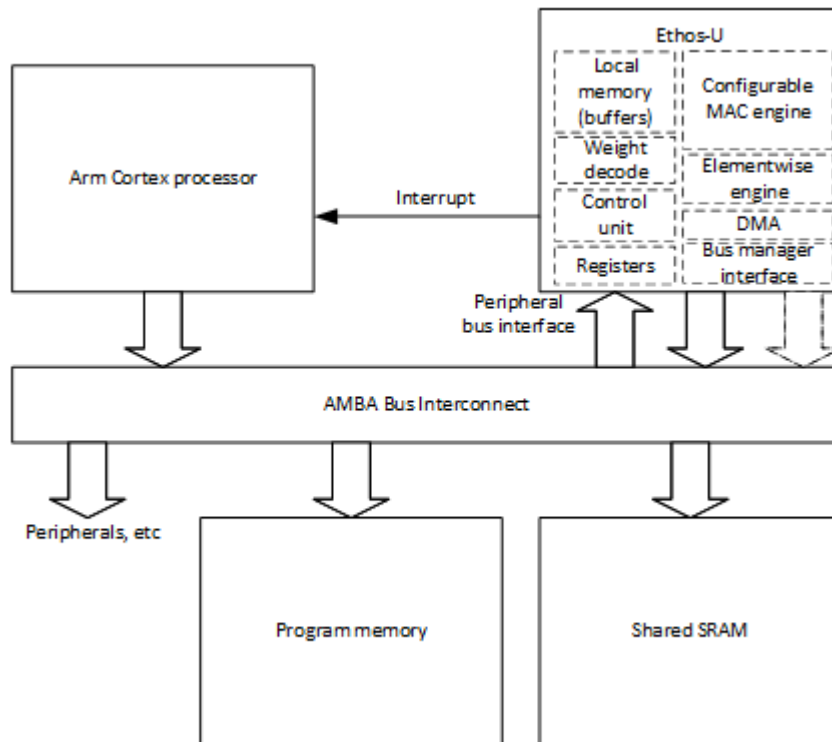 Ethos-U
Local
memory
(buffers)
Configurable
MAC engine
Weight
decode
Elementwise
engine
Control
unit
DMA
Registers
Bus manager
interface
Arm Cortex processor
Interrupt
Peripheral
bus interface
AMBA Bus Interconnect
Peripherals, etc
Program memory
Shared SRAM